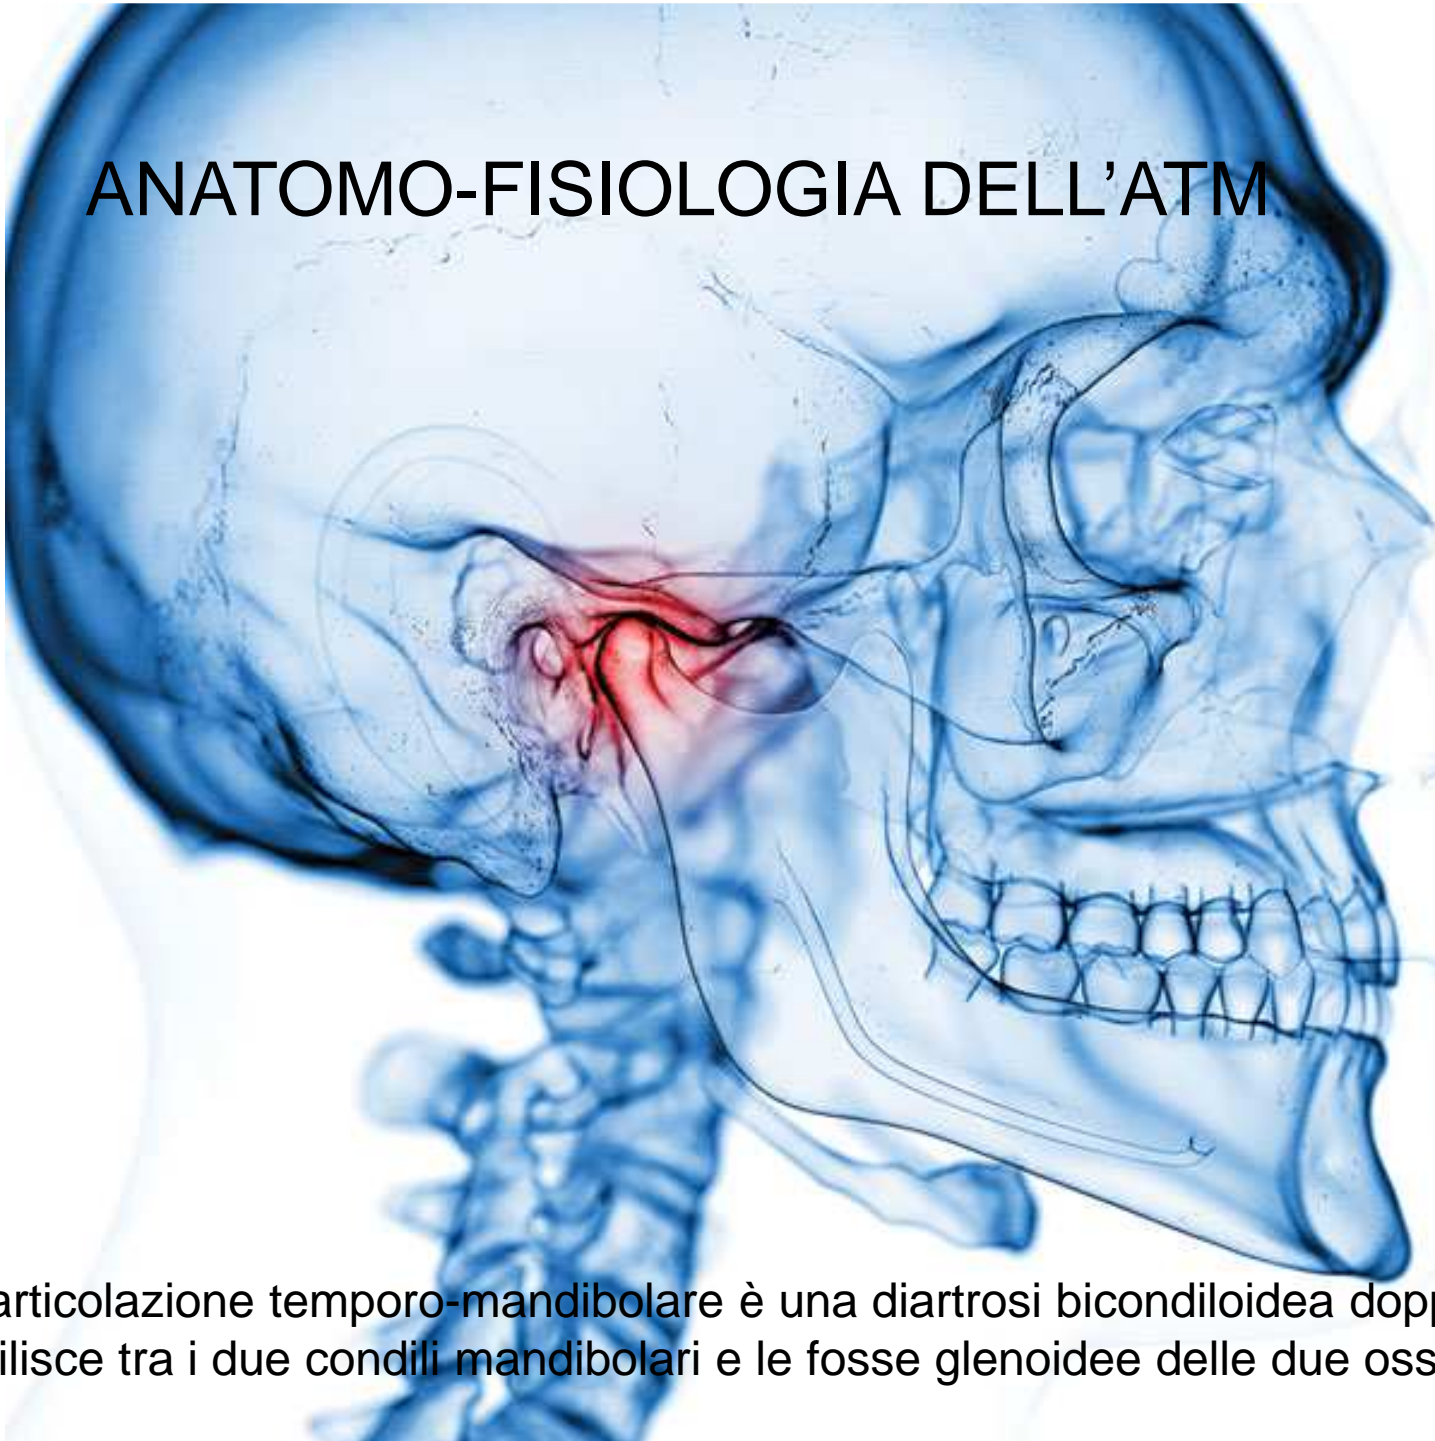 ANATOMO-FISIOLOGIA DELL’ATM
articolazione temporo-mandibolare è una diartrosi bicondiloidea dopp
ilisce tra i due condili mandibolari e le fosse glenoidee delle due oss